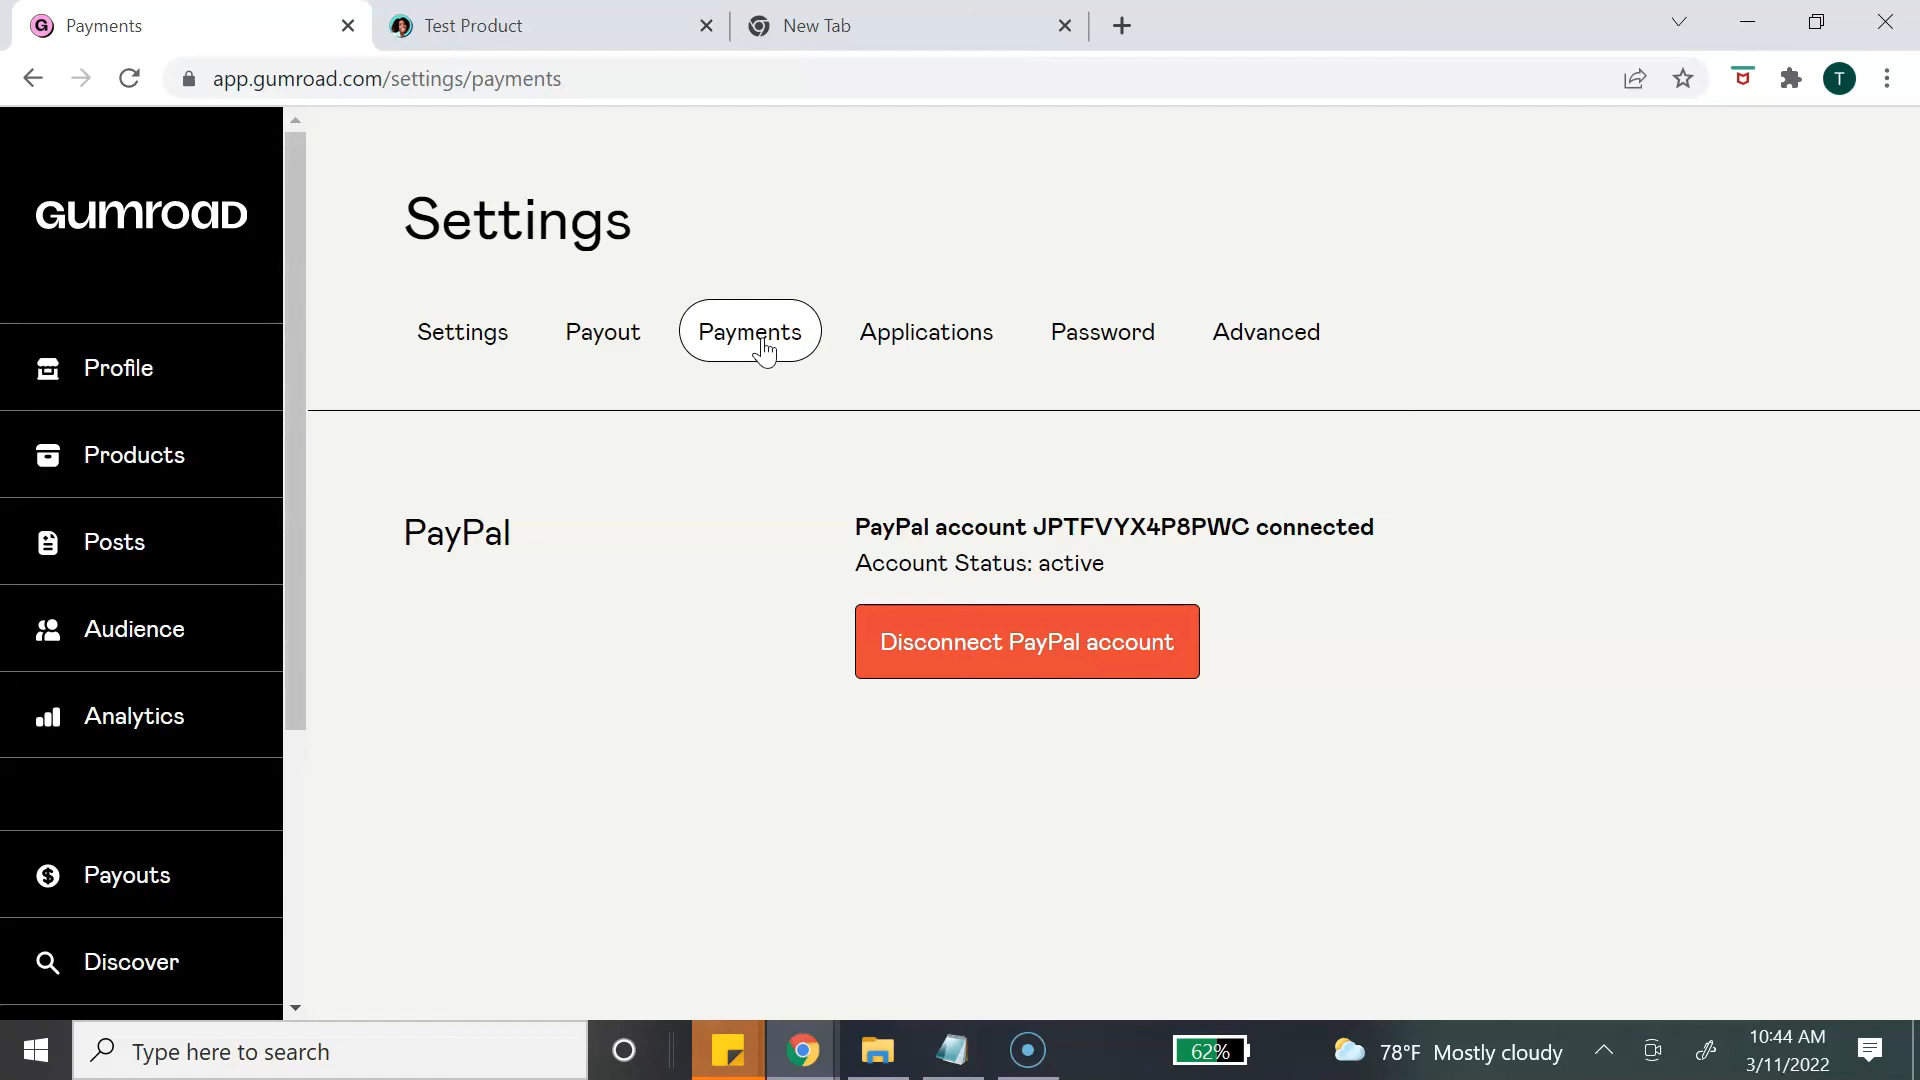 Payments
Test Product
New Tab
app.gumroad.com/settings/payments
T
GUMROAD
Profile
Products
Posts
Audience
Analytics
Payouts
Discover
Settings
Settings
Payout
Payments
Applications
Password
Advanced
PayPal
PayPal account JPTFVYX4P8PWC connected
Account Status: active
Disconnect PayPal account
Type here to search
62%
78°F Mostly cloudy
10:44 AM
3/11/2022